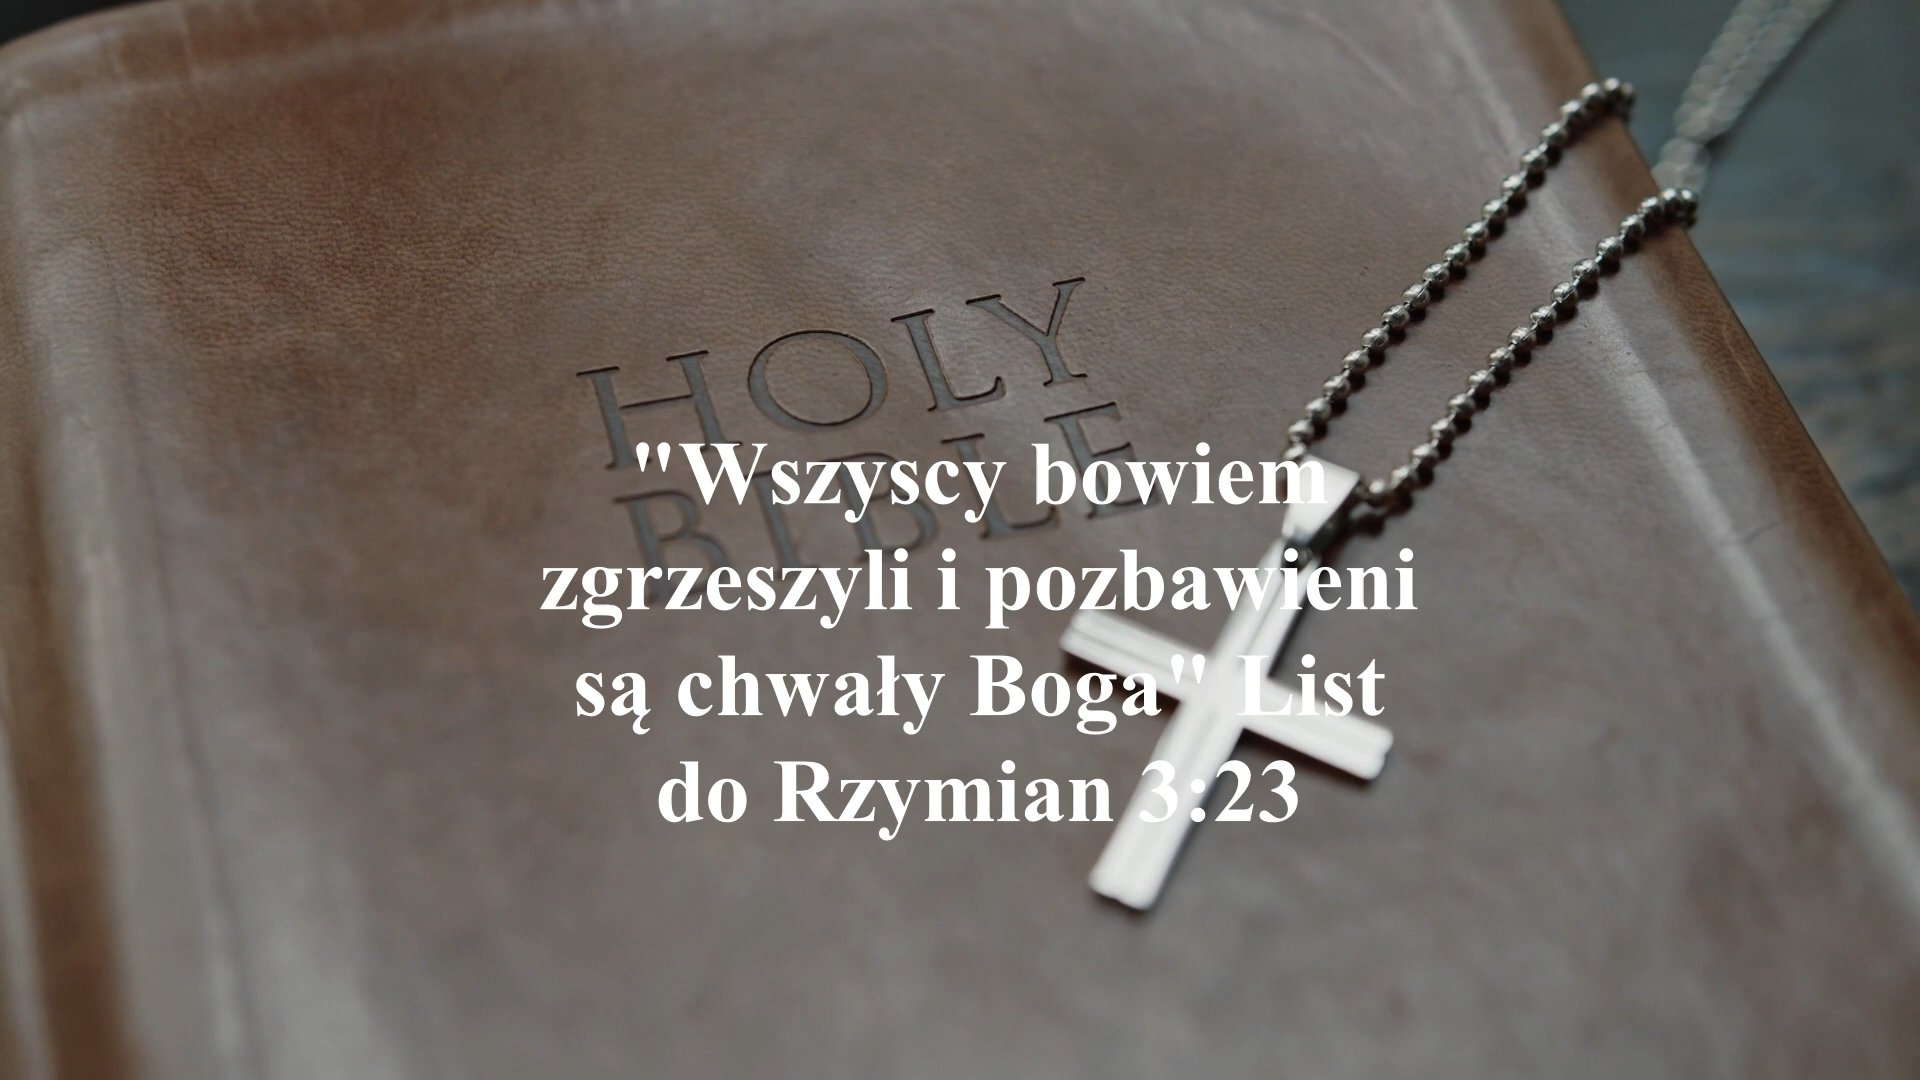 HOLY
BIBLE
"Wszyscy bowiem
zgrzeszyli i pozbawieni
są chwały Boga" List
do Rzymian 3:23